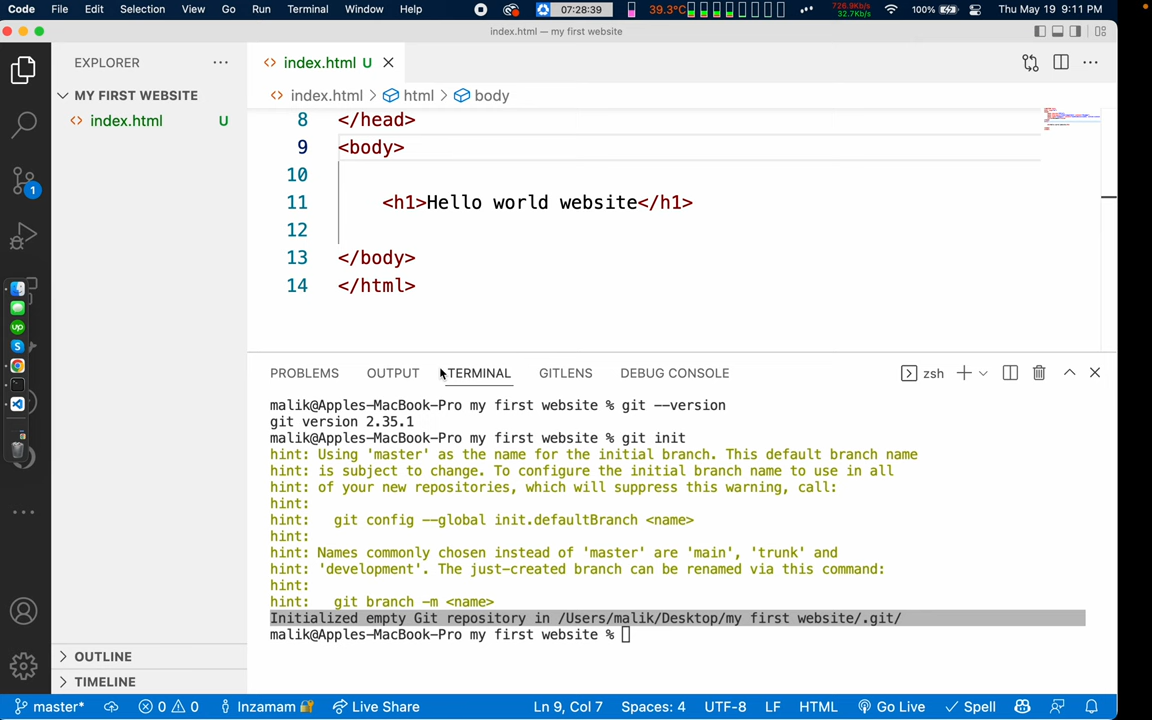 Code File Edit Selection View Go Run Terminal Window Help 07:28:39 39.3°C 726.9Kb/s 32.7Kb/s 100% Thu May 19 9:11 PM
index.html — my first website
EXPLORER
index.html U
MY FIRST WEBSITE
index.html > html > body
index.html U
8 </head>
9 <body>
10
1
11 <h1>Hello world website</h1>
12
13 </body>
14 </html>
up
S
PROBLEMS OUTPUT TERMINAL GITLENS DEBUG CONSOLE zsh
malik@Apples-MacBook-Pro my first website % git --version
git version 2.35.1
malik@Apples-MacBook-Pro my first website % git init
hint: Using 'master' as the name for the initial branch. This default branch name
hint: is subject to change. To configure the initial branch name to use in all
hint: of your new repositories, which will suppress this warning, call:
hint:
hint: git config --global init.defaultBranch <name>
hint:
hint: Names commonly chosen instead of 'master' are 'main', 'trunk' and
hint: 'development'. The just-created branch can be renamed via this command:
hint:
hint: git branch -m <name>
Initialized empty Git repository in /Users/malik/Desktop/my first website/.git/
malik@Apples-MacBook-Pro my first website %
OUTLINE
TIMELINE
master* 0 0 Inzamam Live Share Ln 9, Col 7 Spaces: 4 UTF-8 LF HTML Go Live Spell